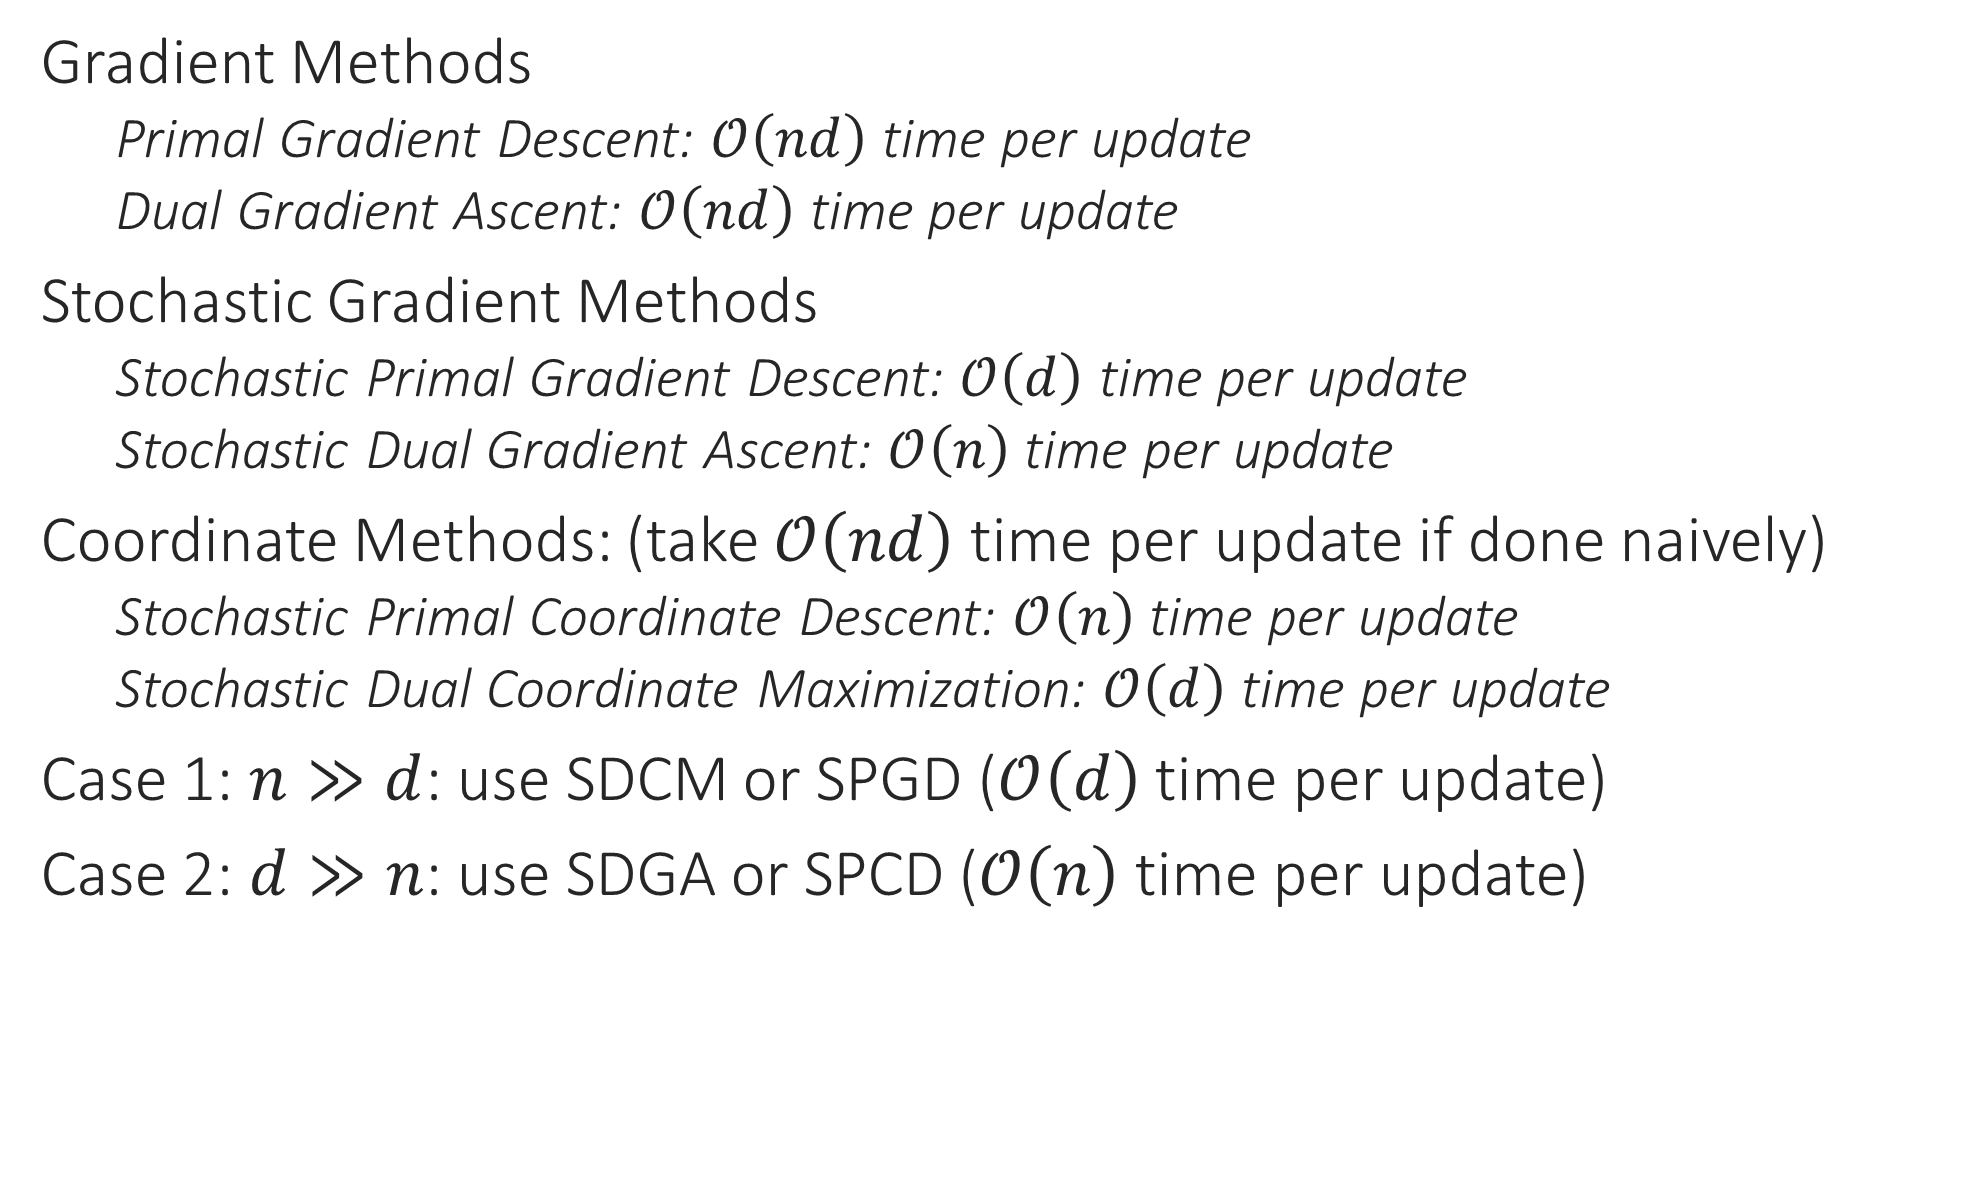 Gradient Methods
Primal Gradient Descent: 𝒪(nd) time per update
Dual Gradient Ascent: 𝒪(nd) time per update
Stochastic Gradient Methods
Stochastic Primal Gradient Descent: 𝒪(d) time per update
Stochastic Dual Gradient Ascent: 𝒪(n) time per update
Coordinate Methods: (take 𝒪(nd) time per update if done naively)
Stochastic Primal Coordinate Descent: 𝒪(n) time per update
Stochastic Dual Coordinate Maximization: 𝒪(d) time per update
Case 1: n ≫ d: use SDCM or SPGD (𝒪(d) time per update)
Case 2: d ≫ n: use SDGA or SPCD (𝒪(n) time per update)